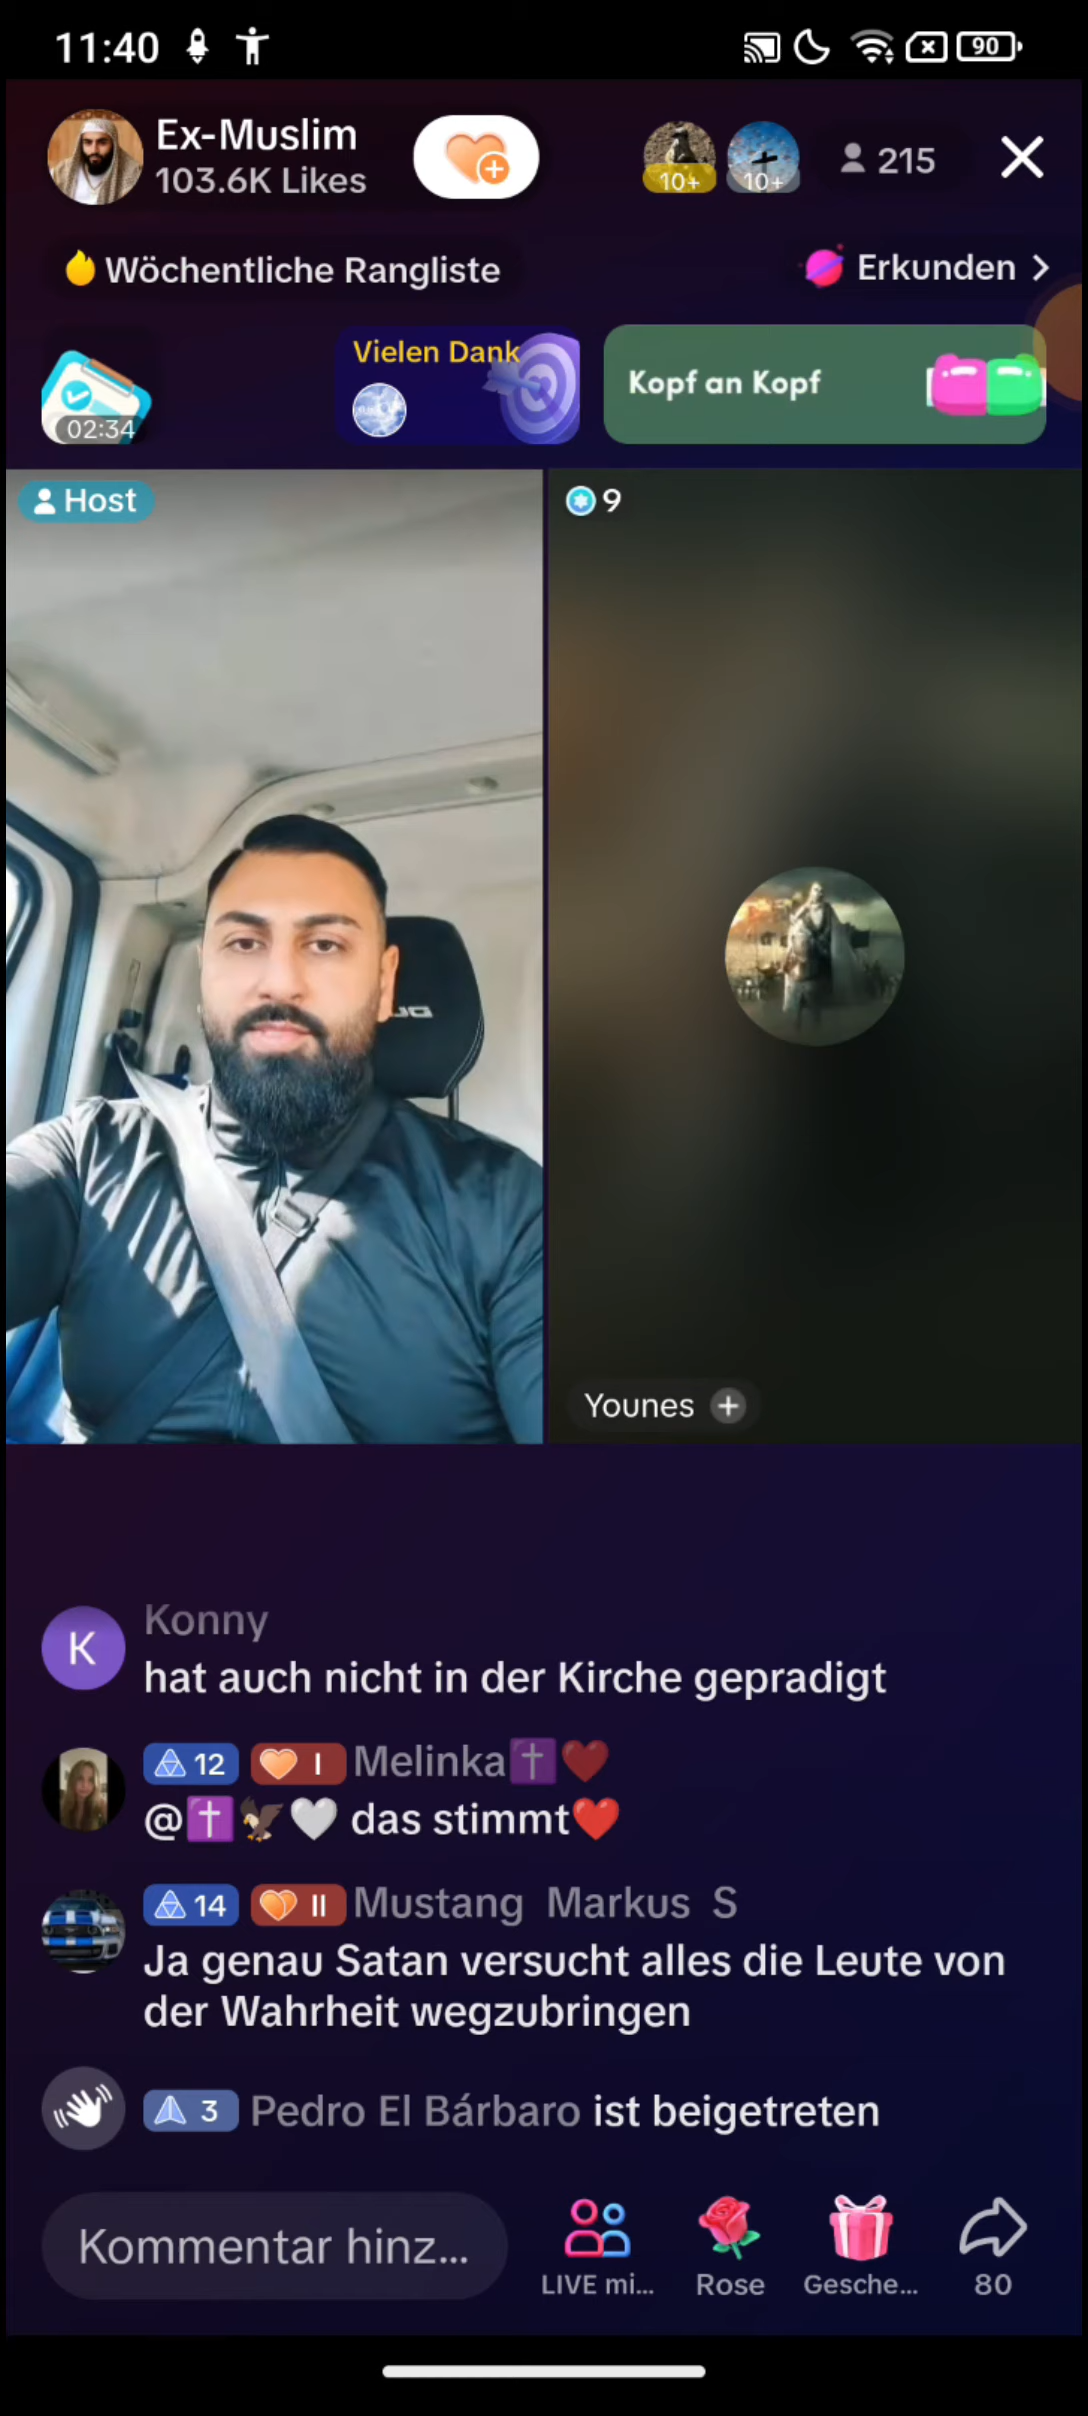 11:40
90
Ex-Muslim
103.6K Likes
10+
10+
215
Wöchentliche Rangliste
Erkunden
02:34
Vielen Dank
Kopf an Kopf
Host
9
Younes
K
Konny
hat auch nicht in der Kirche gepradigt
12 I Melinka✝️❤️
@✝️🦅🤍 das stimmt❤️
14 II Mustang Markus S
Ja genau Satan versucht alles die Leute von
der Wahrheit wegzubringen
3 Pedro El Bárbaro ist beigetreten
Kommentar hinz...
LIVE mi...
Rose
Gesche...
80